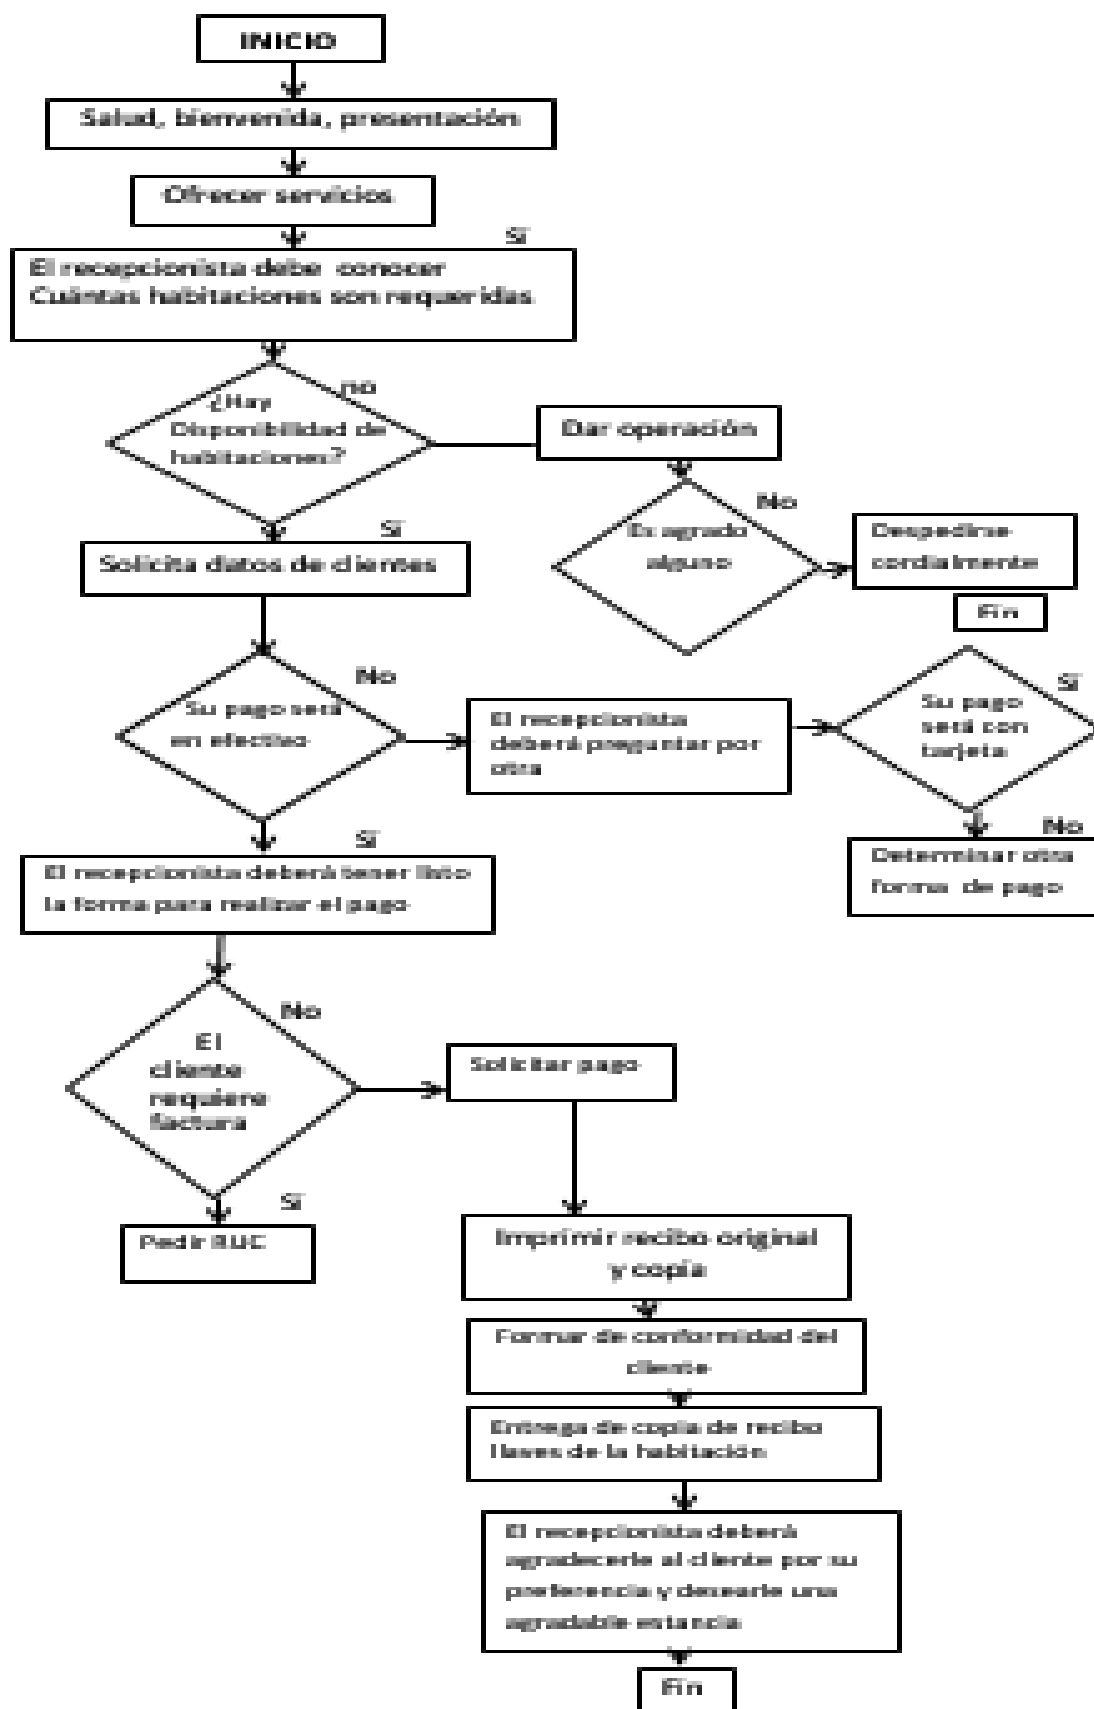 INICIO
Salud, bienvenida, presentación
Ofrecer servicios
Sí
El recepcionista debe conocer
Cuántas habitaciones son requeridas
no
¿Hay
Disponibilidad de
habitaciones?
Dar operación
No
Es agrado
alguno
Despedirse
cordialmente
Fin
Sí
Solicita datos de clientes
No
Su pago será
en efectivo
El recepcionista
deberá preguntar por
otra
Sí
Su pago
será con
tarjeta
No
Determinar otra
forma de pago
Sí
El recepcionista deberá tener listo
la forma para realizar el pago
No
El
cliente
requiere
factura
Solicitar pago
Sí
Pedir RUC
Imprimir recibo original
y copia
Formar de conformidad del
cliente
Entrega de copia de recibo
llaves de la habitación
El recepcionista deberá
agradecerle al cliente por su
preferencia y desearle una
agradable estancia
Fin